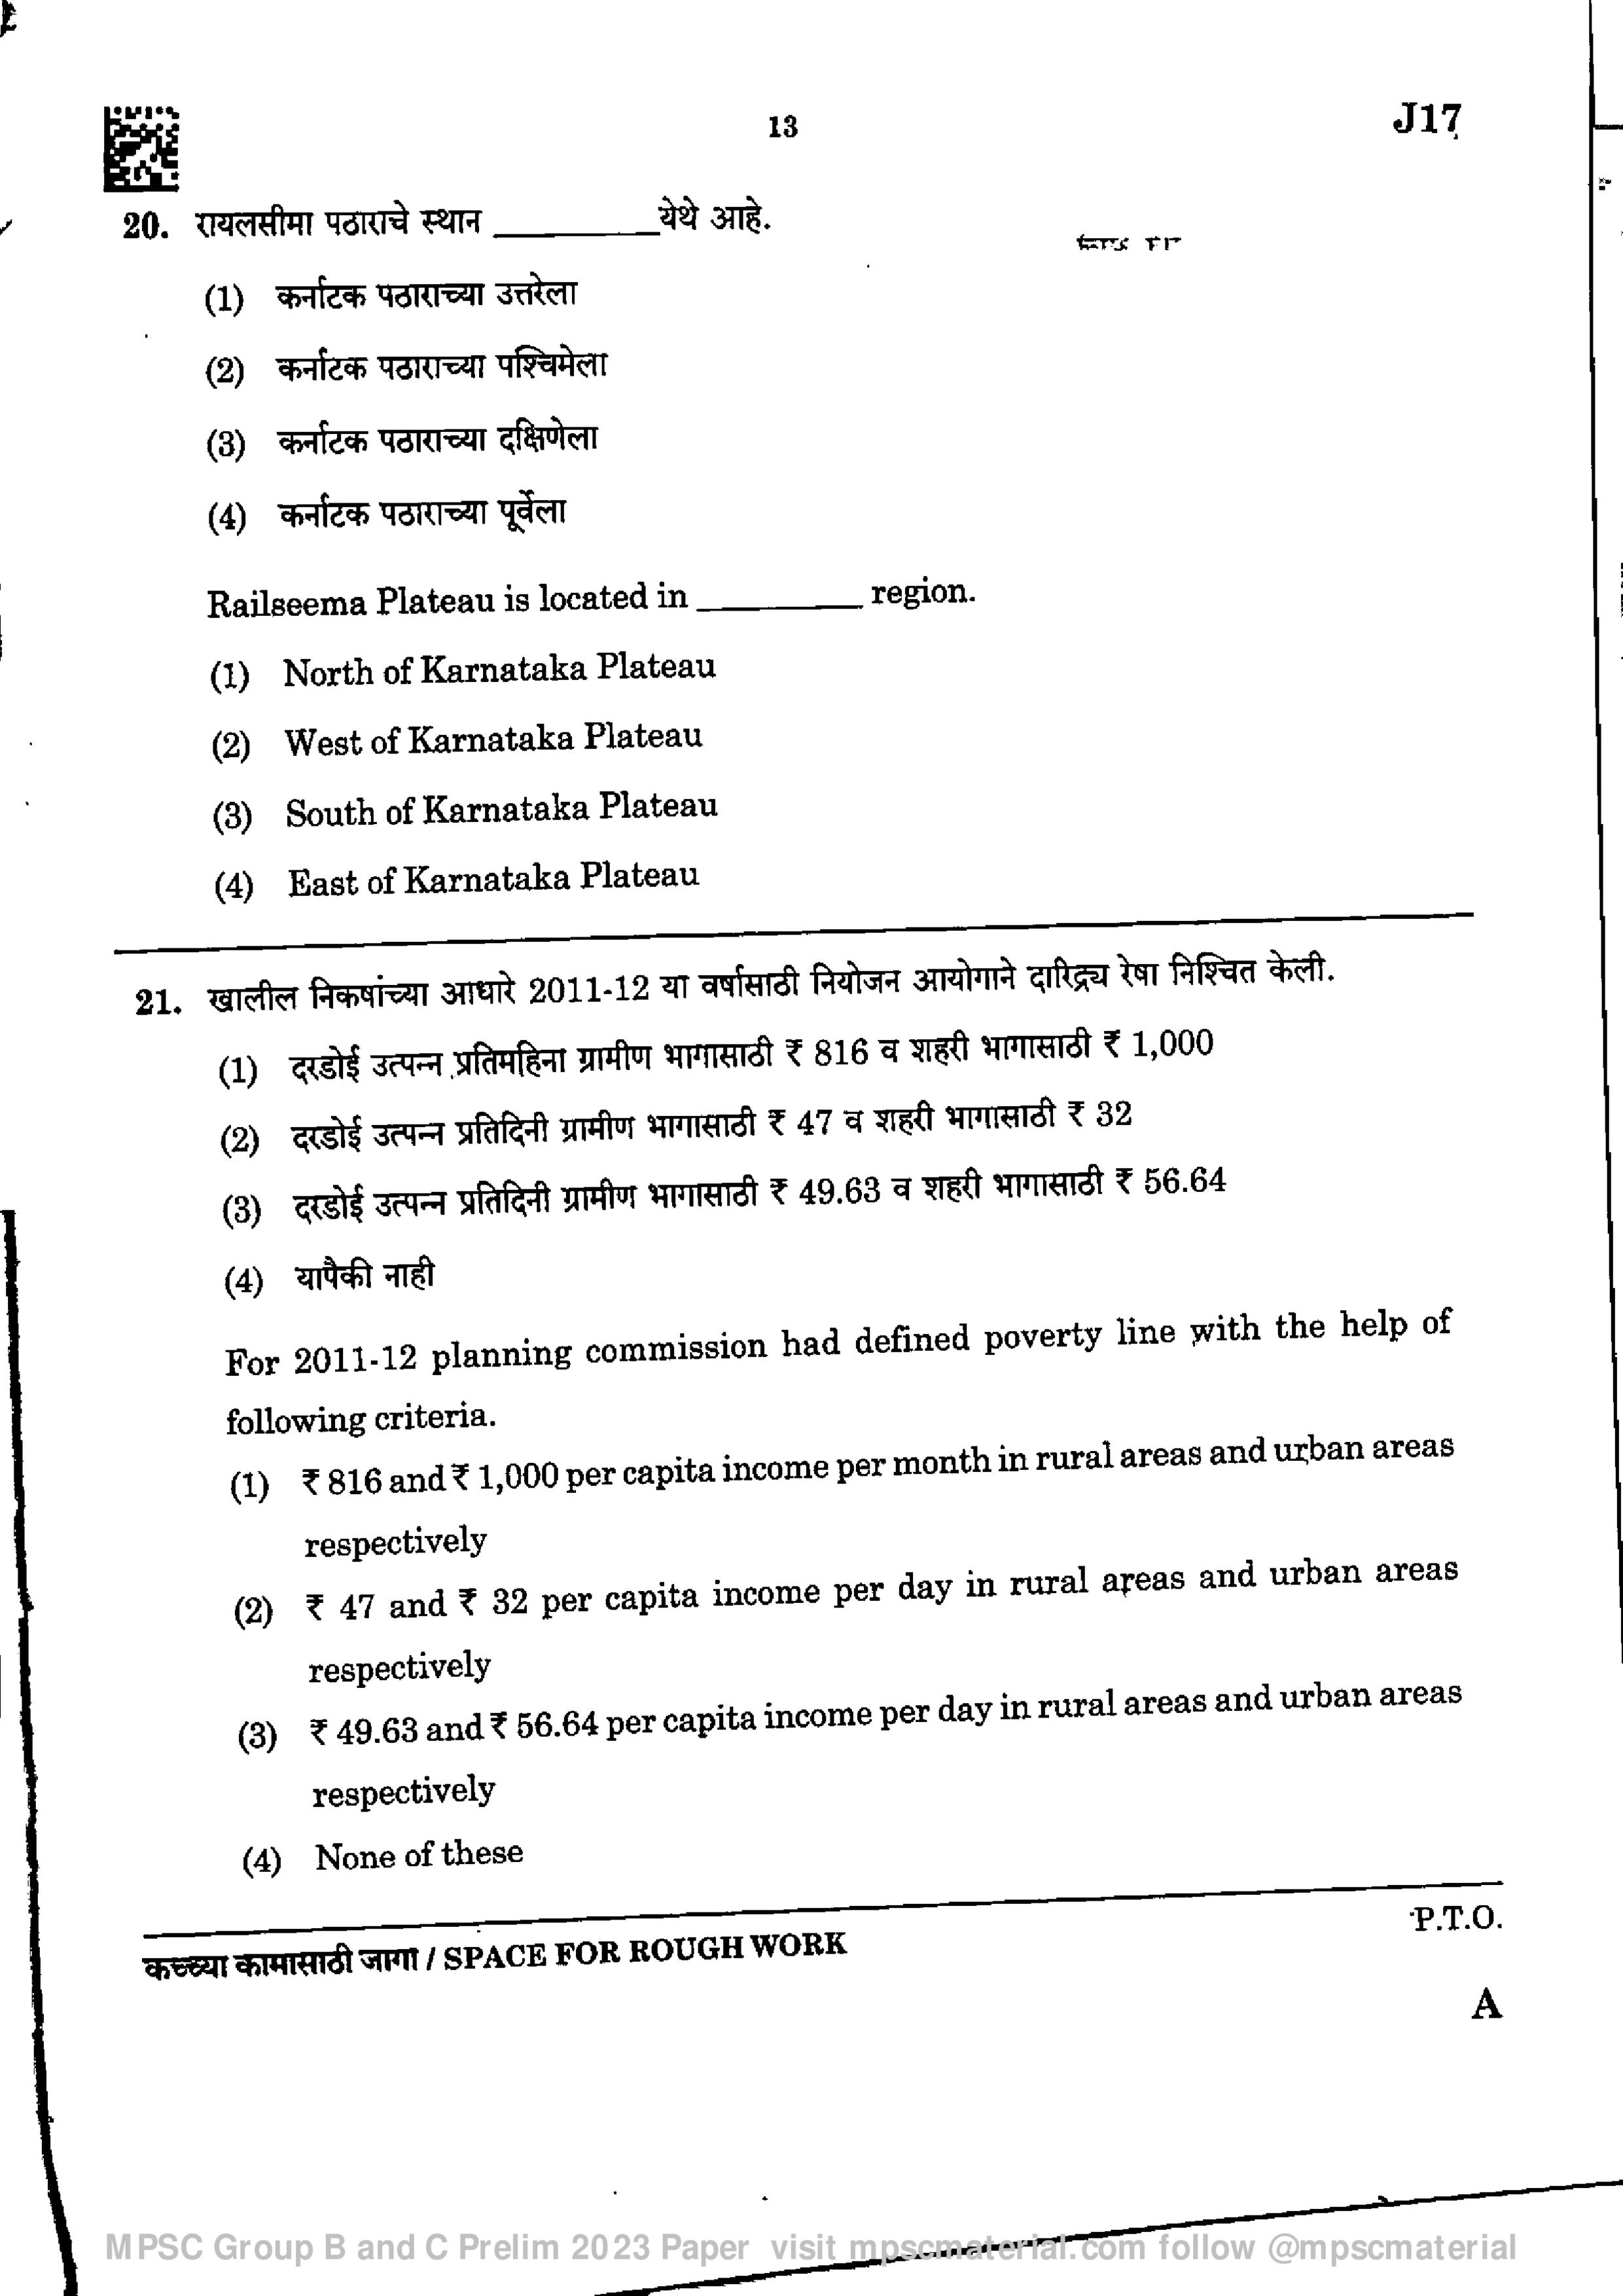 13
J17
20. रायलसीमा पठाराचे स्थान ________ येथे आहे.
(1) कर्नाटक पठाराच्या उत्तरेला
(2) कर्नाटक पठाराच्या पश्चिमेला
(3) कर्नाटक पठाराच्या दक्षिणेला
(4) कर्नाटक पठाराच्या पूर्वेला
Railseema Plateau is located in ________ region.
(1) North of Karnataka Plateau
(2) West of Karnataka Plateau
(3) South of Karnataka Plateau
(4) East of Karnataka Plateau
21. खालील निकषांच्या आधारे 2011-12 या वर्षासाठी नियोजन आयोगाने दारिद्र्य रेषा निश्चित केली.
(1) दरडोई उत्पन्न प्रतिमहिना ग्रामीण भागासाठी ₹ 816 व शहरी भागासाठी ₹ 1,000
(2) दरडोई उत्पन्न प्रतिदिनी ग्रामीण भागासाठी ₹ 47 व शहरी भागासाठी ₹ 32
(3) दरडोई उत्पन्न प्रतिदिनी ग्रामीण भागासाठी ₹ 49.63 व शहरी भागासाठी ₹ 56.64
(4) यापैकी नाही
For 2011-12 planning commission had defined poverty line with the help of
following criteria.
(1) ₹ 816 and ₹ 1,000 per capita income per month in rural areas and urban areas
respectively
(2) ₹ 47 and ₹ 32 per capita income per day in rural areas and urban areas
respectively
(3) ₹ 49.63 and ₹ 56.64 per capita income per day in rural areas and urban areas
respectively
(4) None of these
कच्च्या कामासाठी जागा / SPACE FOR ROUGH WORK
P.T.O.
A
MPSC Group B and C Prelim 2023 Paper visit mpscmaterial.com follow @mpscmaterial